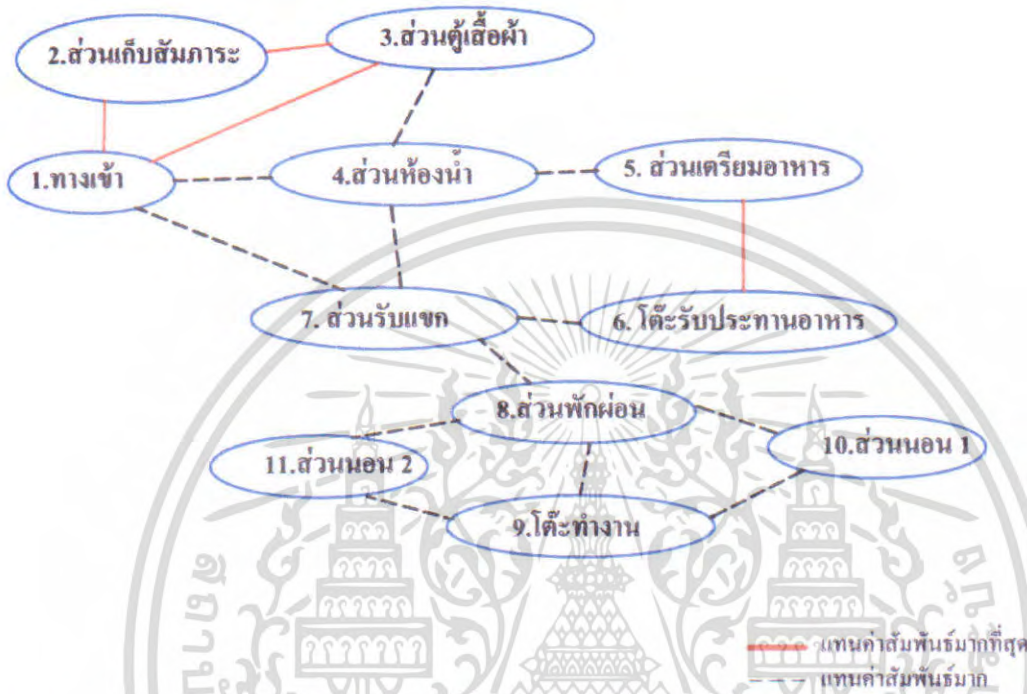 2.ส่วนเก็บสัมภาระ
3.ส่วนตู้เสื้อผ้า
1.ทางเข้า
4.ส่วนห้องน้ำ
5. ส่วนเตรียมอาหาร
7. ส่วนรับแขก
6. โต๊ะรับประทานอาหาร
8.ส่วนพักผ่อน
11.ส่วนนอน 2
10.ส่วนนอน 1
9.โต๊ะทำงาน
แทนค่าสัมพันธ์มากที่สุด
แทนค่าสัมพันธ์มาก